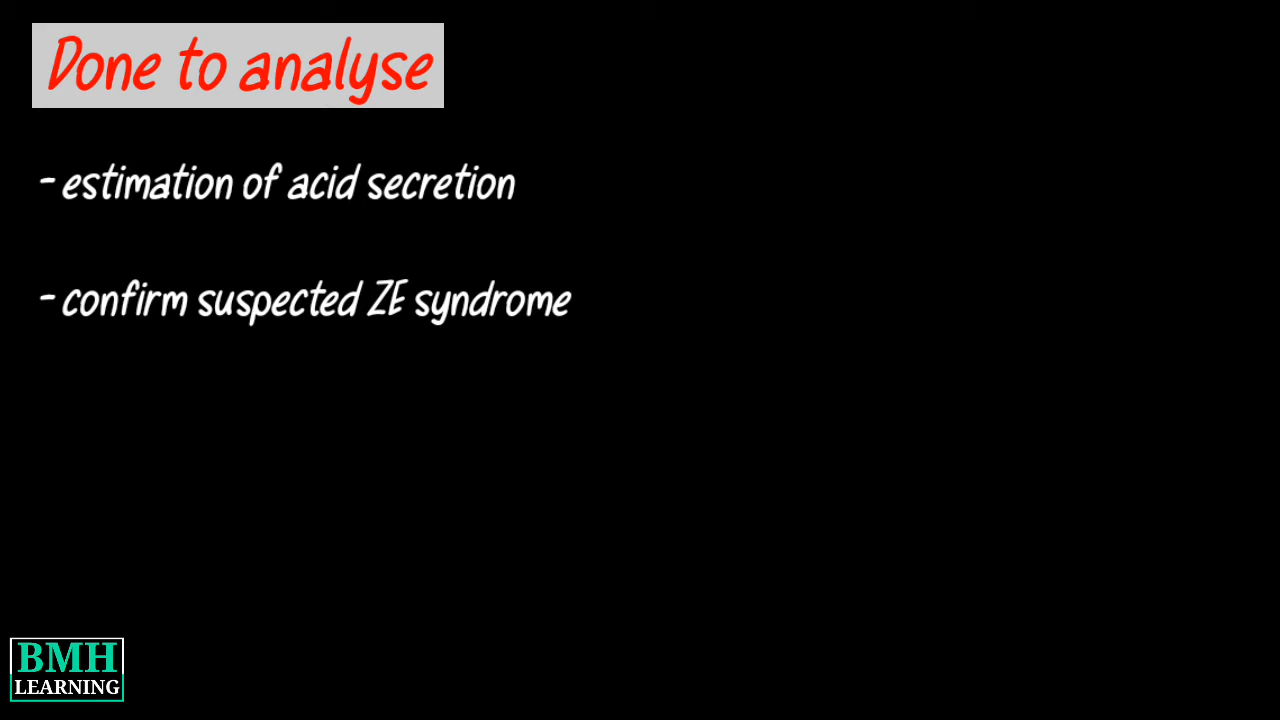 Done to analyse
- estimation of acid secretion
- confirm suspected ZE syndrome
BMH
LEARNING